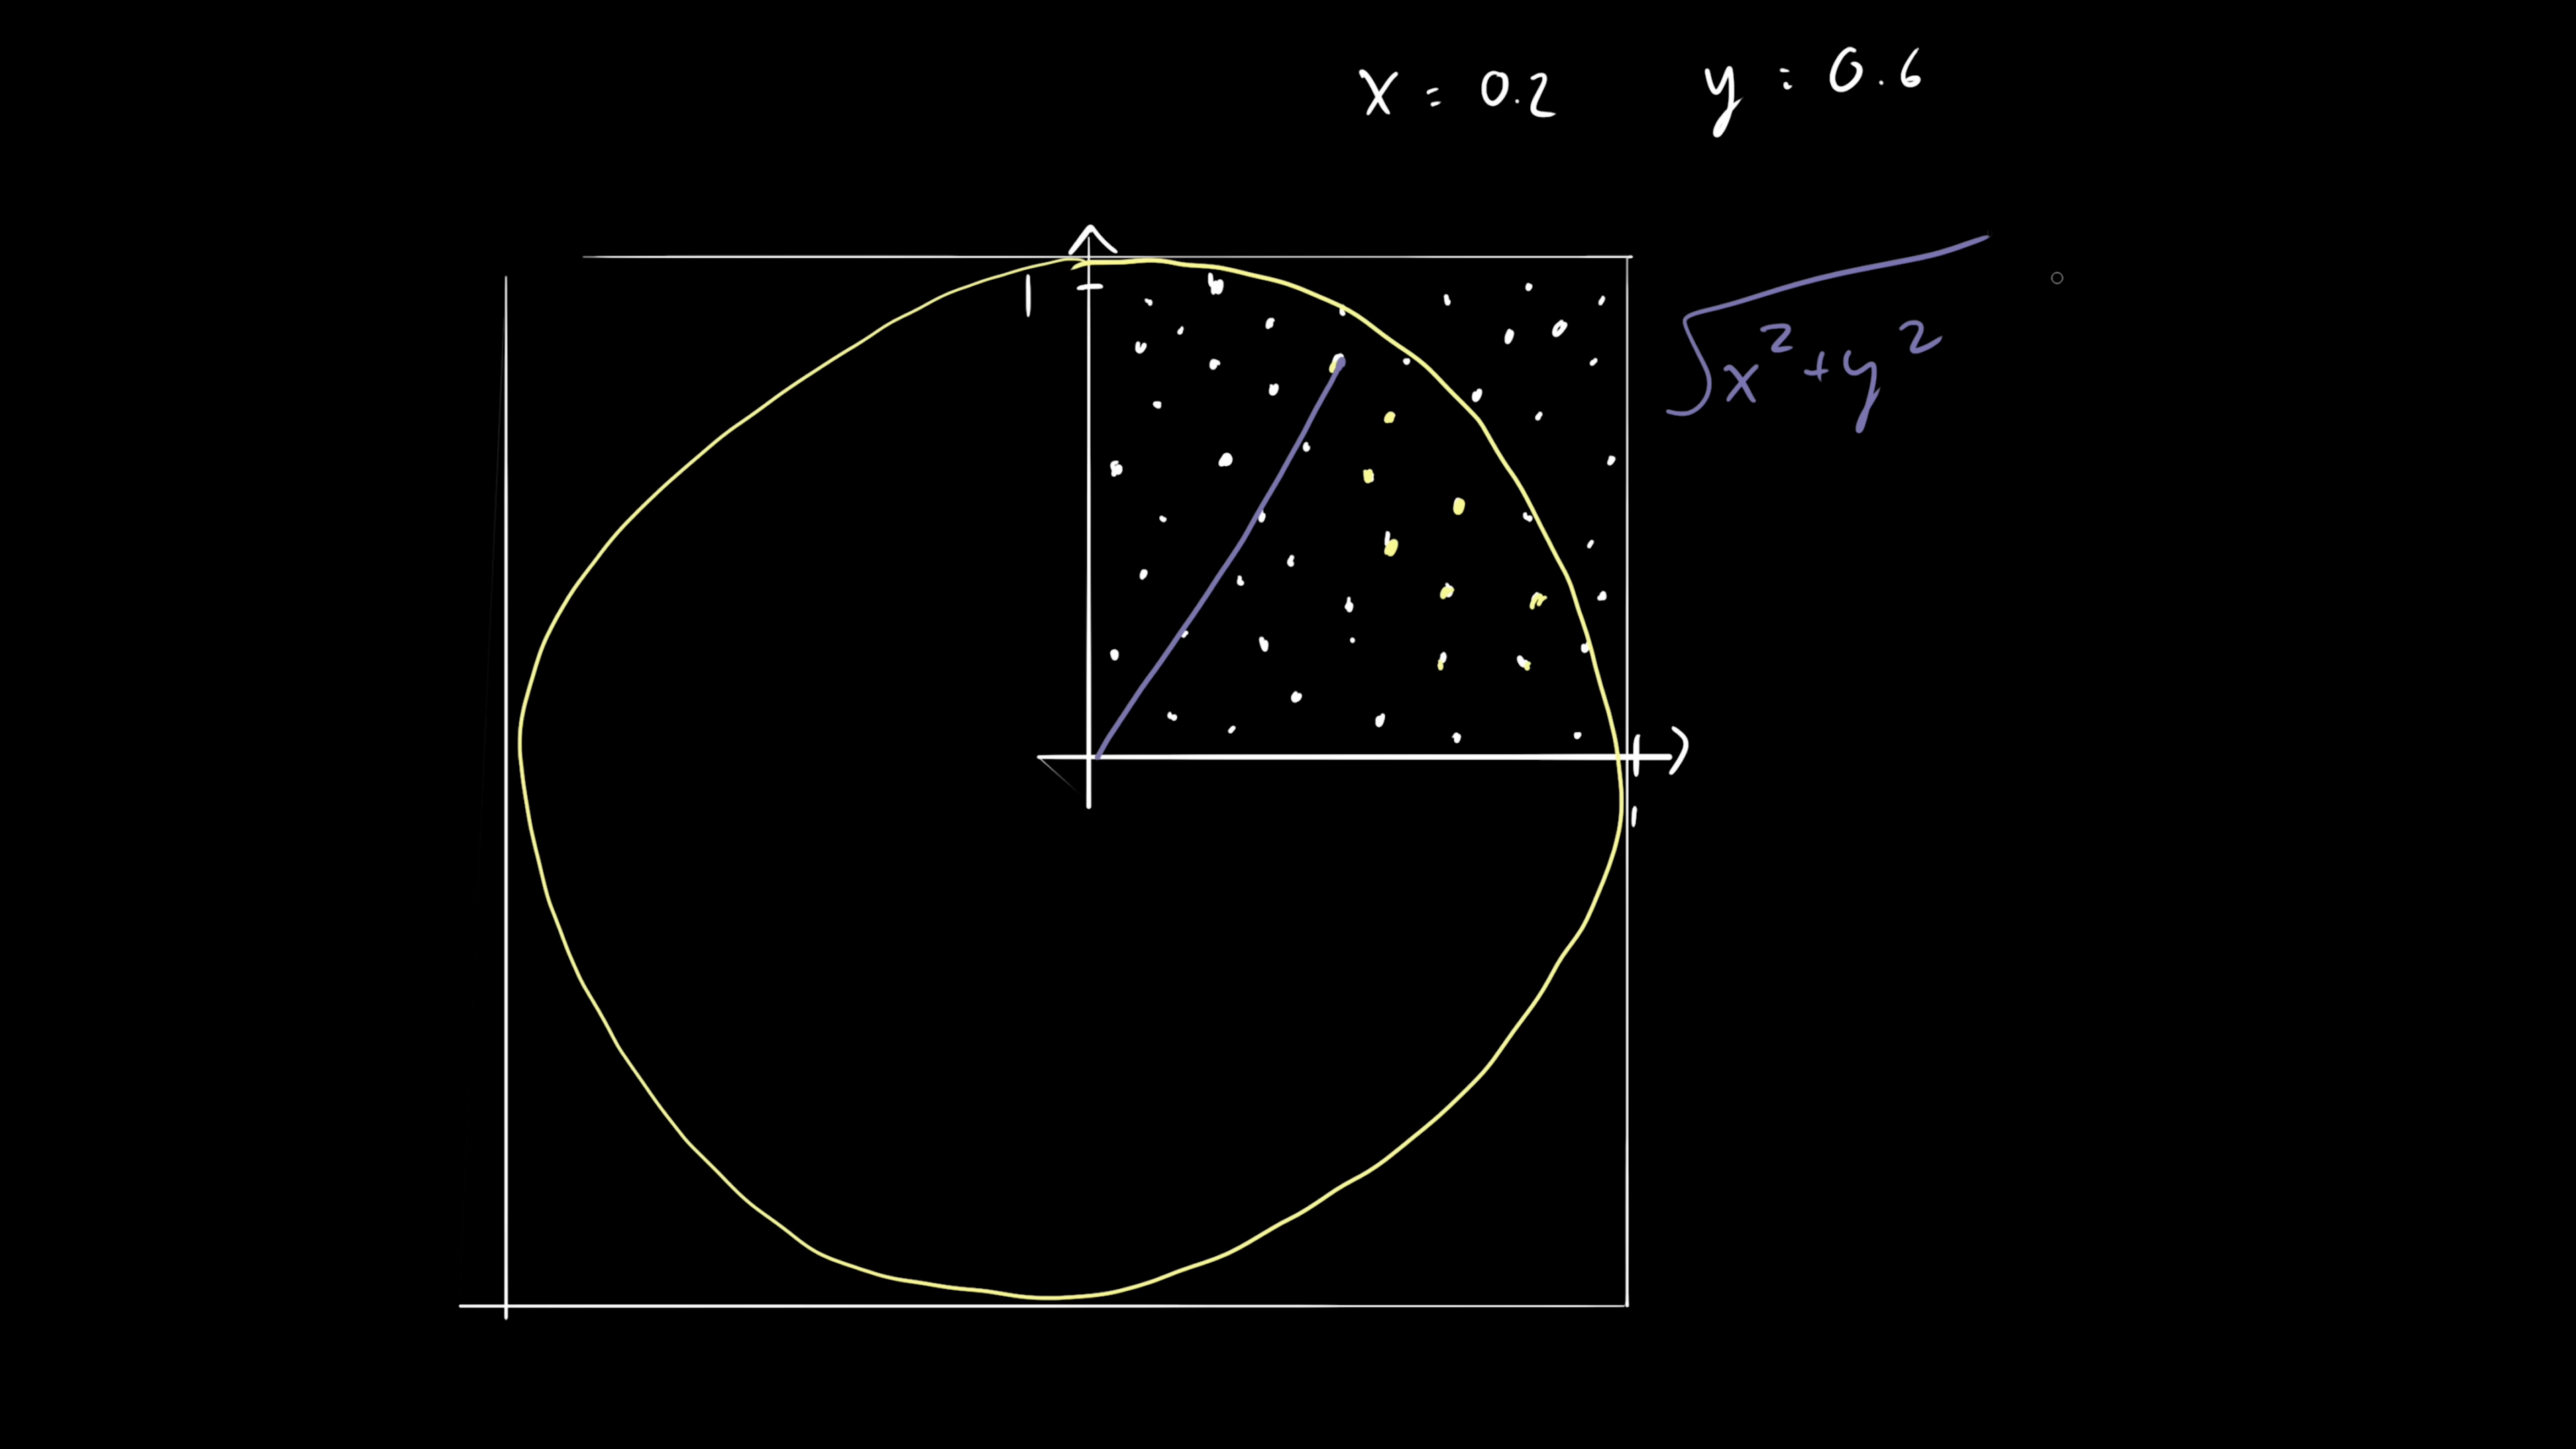 x = 0.2 y = 0.6
1
√x²+y²
1